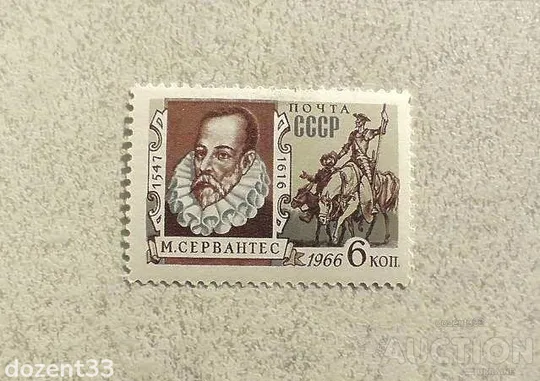 ПОЧТА
СССР
1547
1616
М.СЕРВАНТЕС
1966 6 КОП.
dozent33
AUCTION